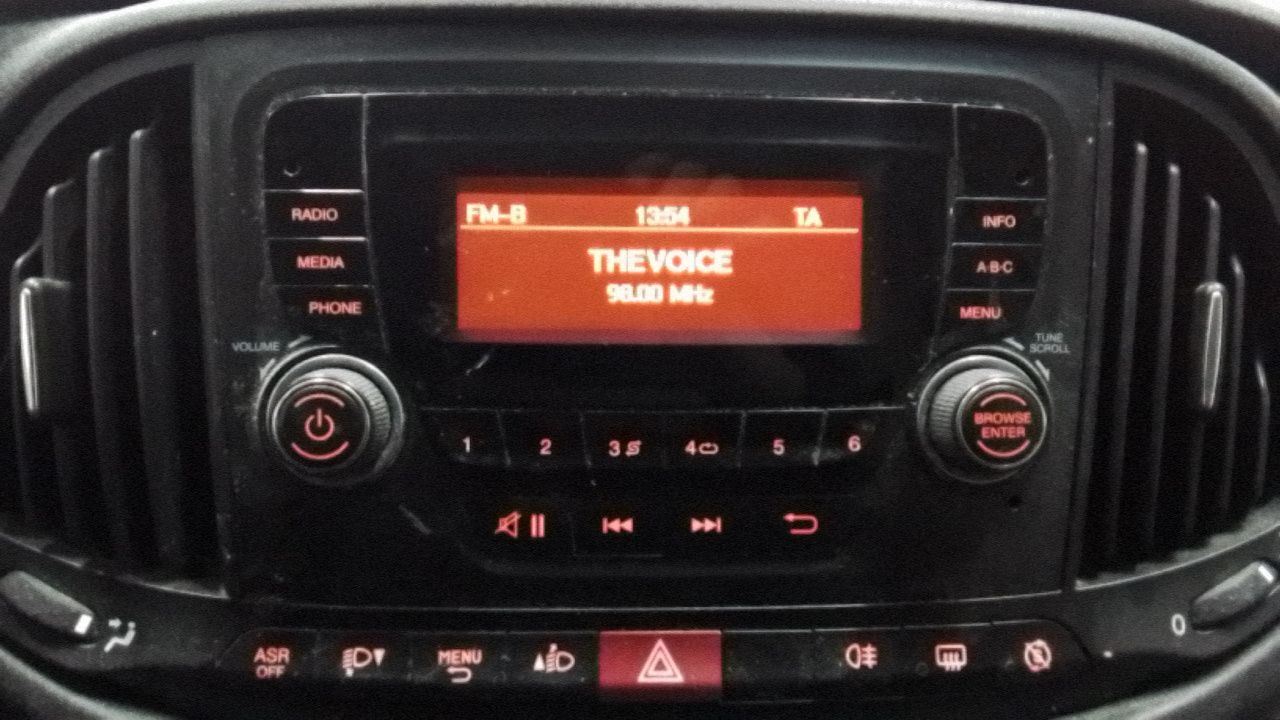 FM-B 13:54 TA
THEVOICE
98.00 MHz
RADIO
MEDIA
PHONE
INFO
A·B·C
MENU
VOLUME
TUNE
SCROLL
BROWSE
ENTER
1 2 3 4 5 6
0
ASR
OFF
MENU